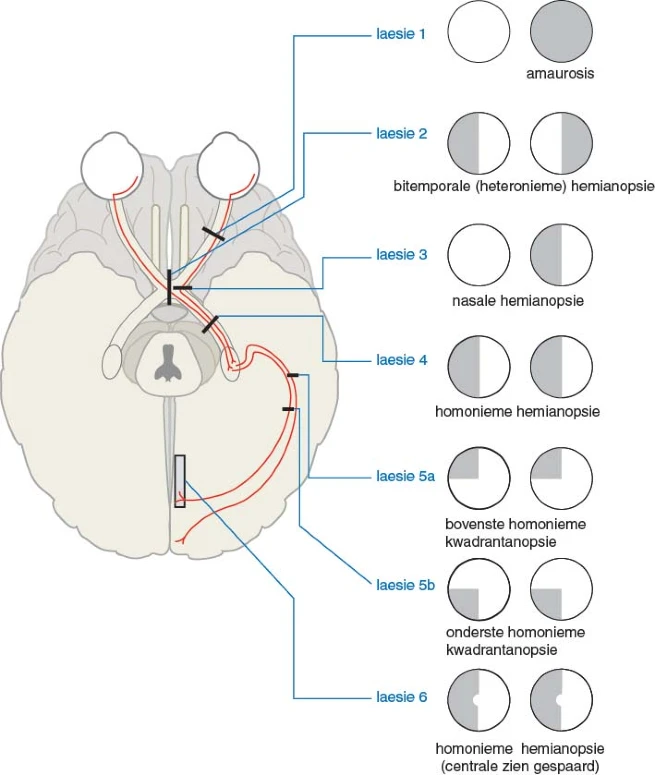 laesie 1
amaurosis
laesie 2
bitemporale (heteronieme) hemianopsie
laesie 3
nasale hemianopsie
laesie 4
homonieme hemianopsie
laesie 5a
bovenste homonieme
kwadrantanopsie
laesie 5b
onderste homonieme
kwadrantanopsie
laesie 6
homonieme hemianopsie
(centrale zien gespaard)